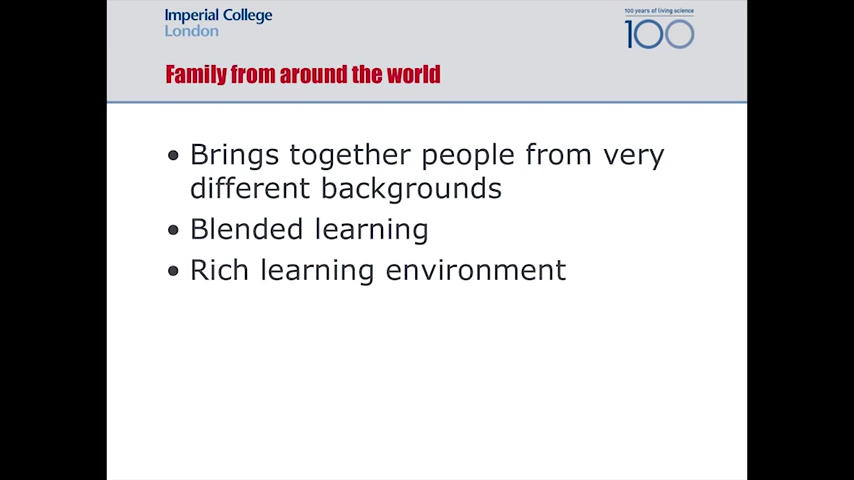 Imperial College
London
100 years of living science
100
Family from around the world
• Brings together people from very
different backgrounds
• Blended learning
• Rich learning environment